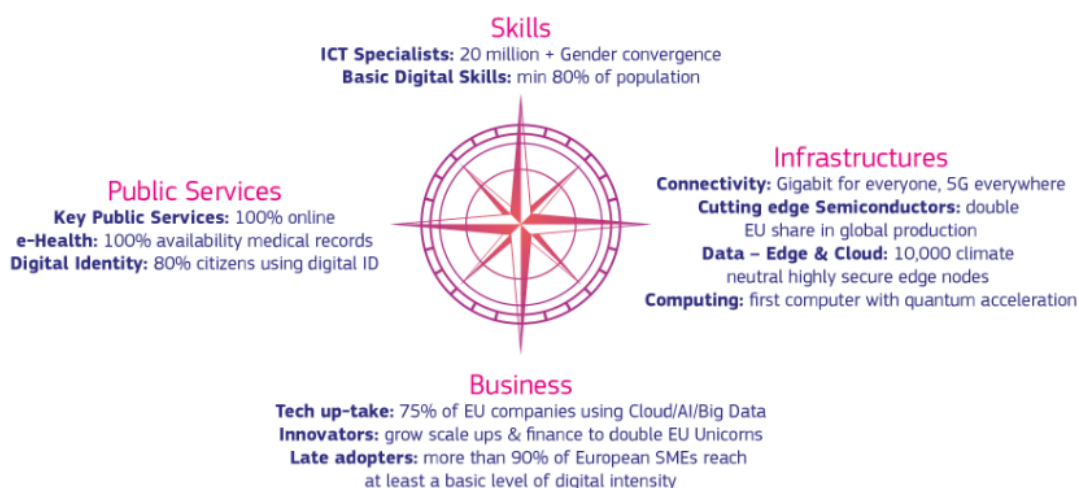 Skills
ICT Specialists: 20 million + Gender convergence
Basic Digital Skills: min 80% of population
Public Services
Key Public Services: 100% online
e-Health: 100% availability medical records
Digital Identity: 80% citizens using digital ID
Infrastructures
Connectivity: Gigabit for everyone, 5G everywhere
Cutting edge Semiconductors: double
EU share in global production
Data – Edge & Cloud: 10,000 climate
neutral highly secure edge nodes
Computing: first computer with quantum acceleration
Business
Tech up-take: 75% of EU companies using Cloud/AI/Big Data
Innovators: grow scale ups & finance to double EU Unicorns
Late adopters: more than 90% of European SMEs reach
at least a basic level of digital intensity